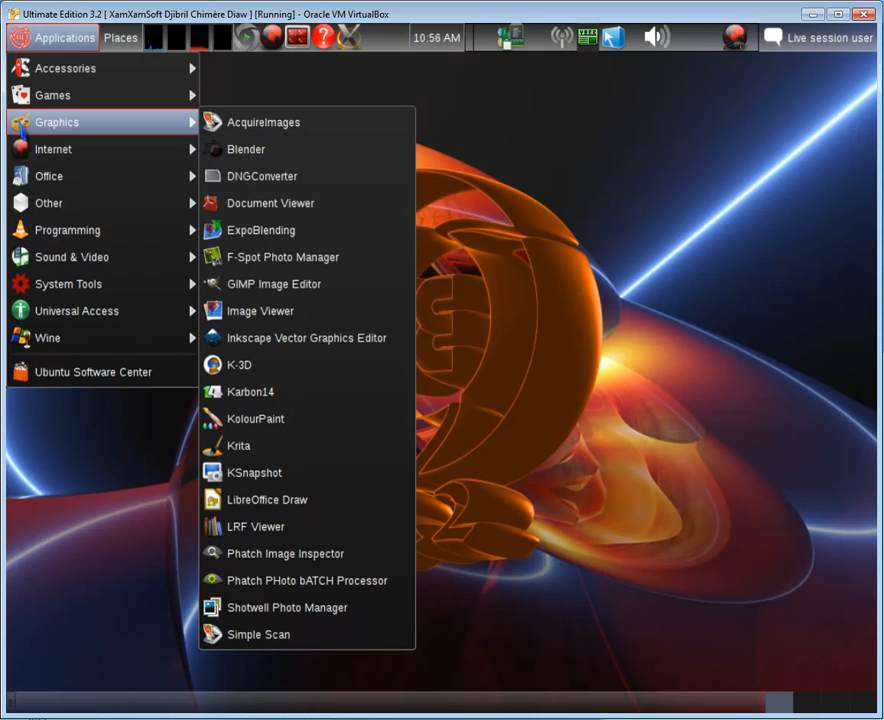 Ultimate Edition 3.2 [ XamXamSoft Djibril Chimère Diaw ] [Running] - Oracle VM VirtualBox
Applications Places 10:56 AM Live session user
Accessories
Games
Graphics
Internet
Office
Other
Programming
Sound & Video
System Tools
Universal Access
Wine
Ubuntu Software Center
AcquireImages
Blender
DNGConverter
Document Viewer
ExpoBlending
F-Spot Photo Manager
GIMP Image Editor
Image Viewer
Inkscape Vector Graphics Editor
K-3D
Karbon14
KolourPaint
Krita
KSnapshot
LibreOffice Draw
LRF Viewer
Phatch Image Inspector
Phatch PHoto bATCH Processor
Shotwell Photo Manager
Simple Scan